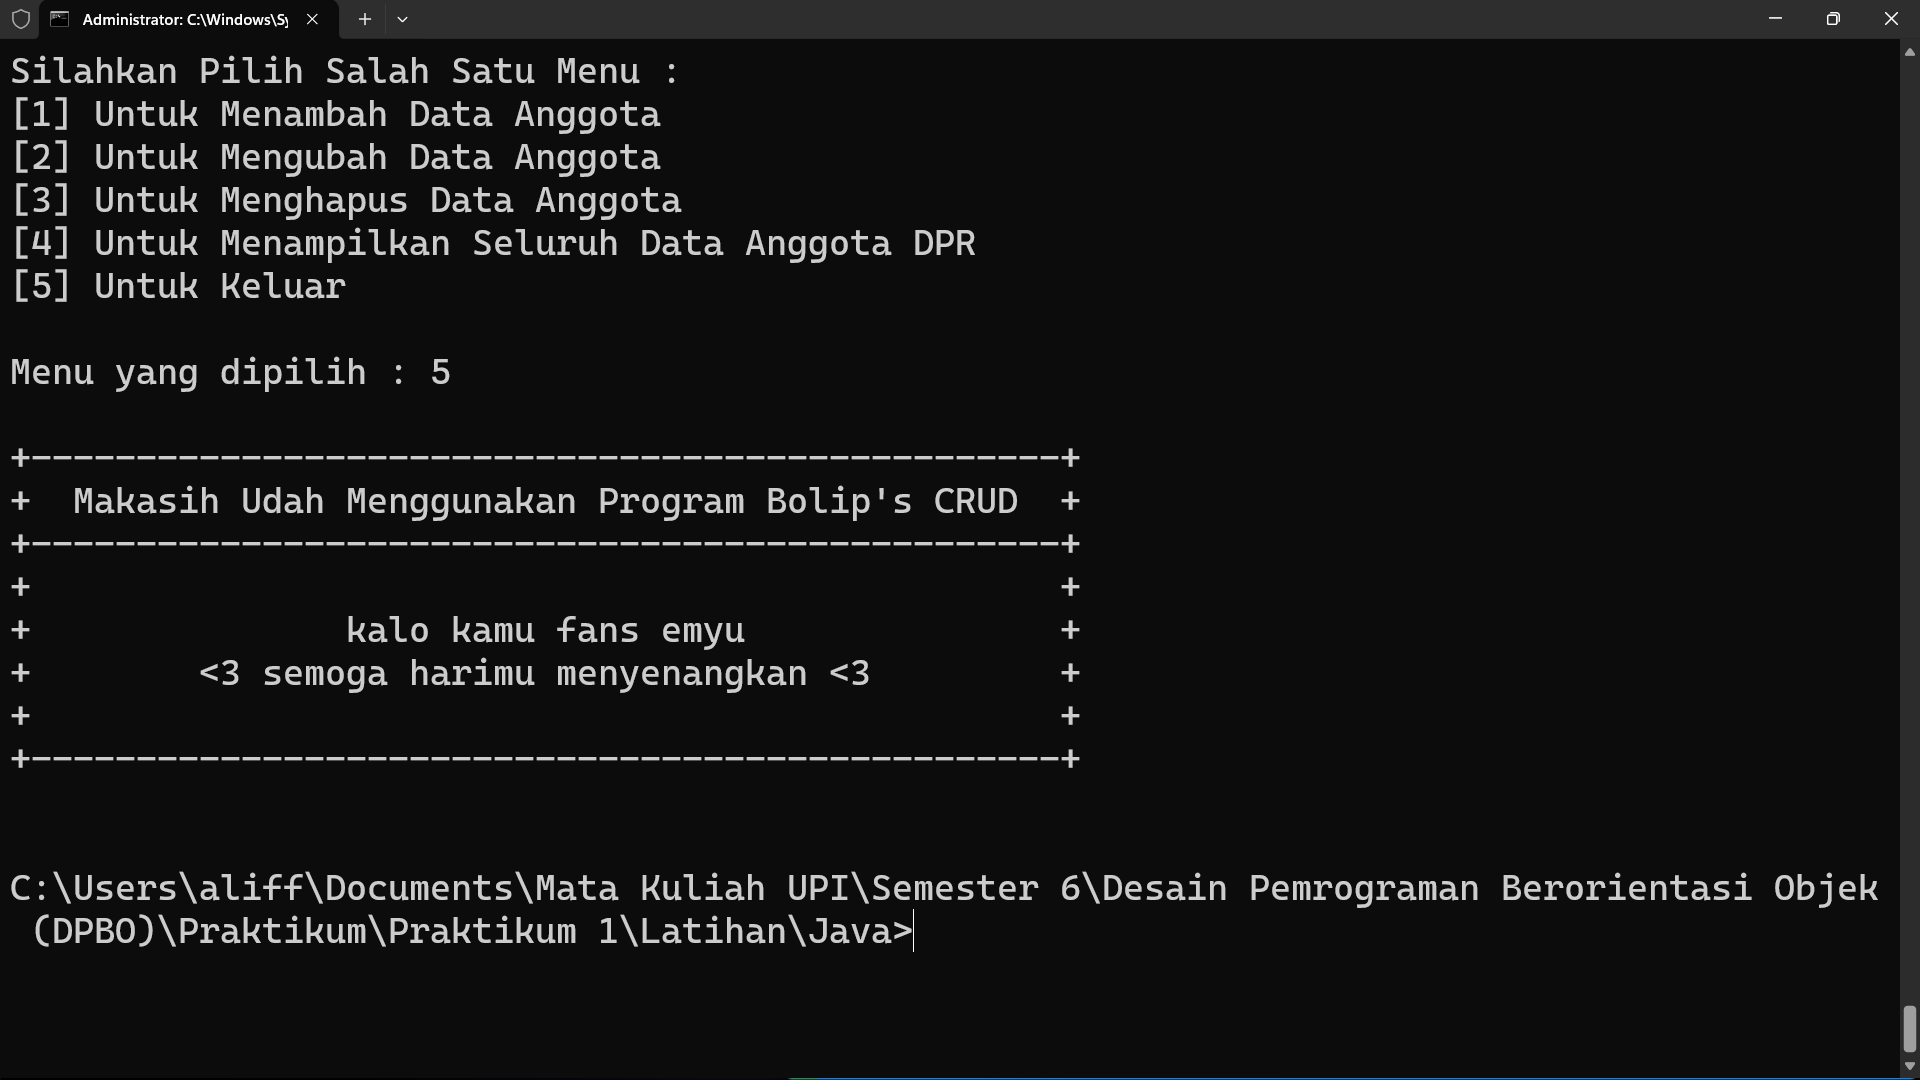 Administrator: C:\Windows\Sy
Silahkan Pilih Salah Satu Menu :
[1] Untuk Menambah Data Anggota
[2] Untuk Mengubah Data Anggota
[3] Untuk Menghapus Data Anggota
[4] Untuk Menampilkan Seluruh Data Anggota DPR
[5] Untuk Keluar
Menu yang dipilih : 5
+-------------------------------------------------+
+  Makasih Udah Menggunakan Program Bolip's CRUD  +
+-------------------------------------------------+
+                                                 +
+               kalo kamu fans emyu               +
+        <3 semoga harimu menyenangkan <3         +
+                                                 +
+-------------------------------------------------+
C:\Users\aliff\Documents\Mata Kuliah UPI\Semester 6\Desain Pemrograman Berorientasi Objek
 (DPBO)\Praktikum\Praktikum 1\Latihan\Java>